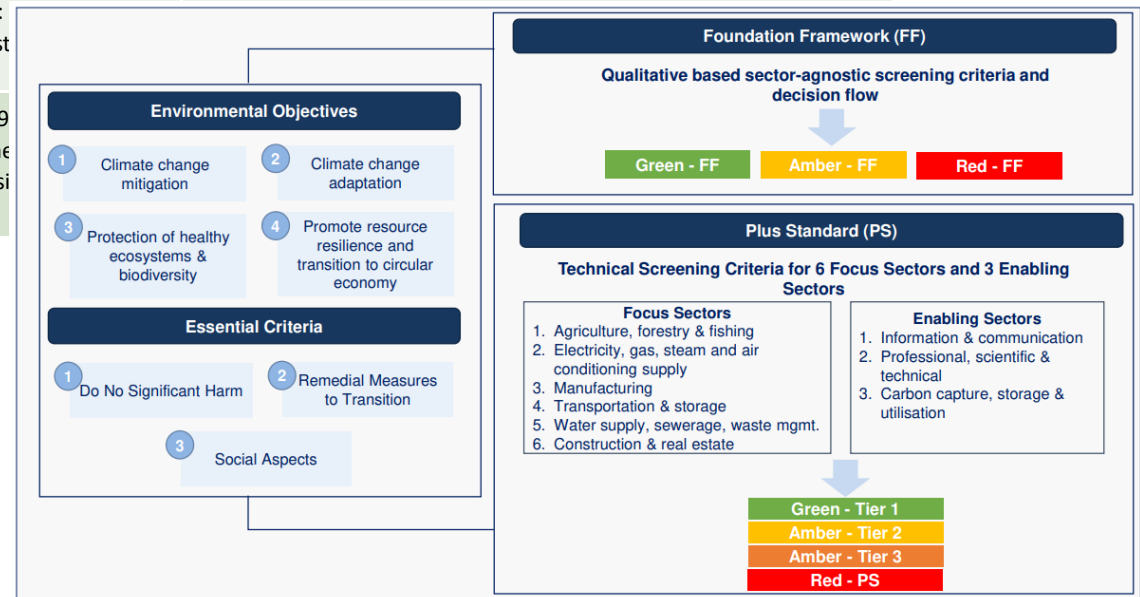 :
st
9
ne
si
Environmental Objectives
1
Climate change
mitigation
2
Climate change
adaptation
3
Protection of healthy
ecosystems &
biodiversity
4
Promote resource
resilience and
transition to circular
economy
Essential Criteria
1
Do No Significant Harm
2
Remedial Measures
to Transition
3
Social Aspects
Foundation Framework (FF)
Qualitative based sector-agnostic screening criteria and
decision flow
Green - FF
Amber - FF
Red - FF
Plus Standard (PS)
Technical Screening Criteria for 6 Focus Sectors and 3 Enabling
Sectors
Focus Sectors
1. Agriculture, forestry & fishing
2. Electricity, gas, steam and air
conditioning supply
3. Manufacturing
4. Transportation & storage
5. Water supply, sewerage, waste mgmt.
6. Construction & real estate
Enabling Sectors
1. Information & communication
2. Professional, scientific &
technical
3. Carbon capture, storage &
utilisation
Green - Tier 1
Amber - Tier 2
Amber - Tier 3
Red - PS